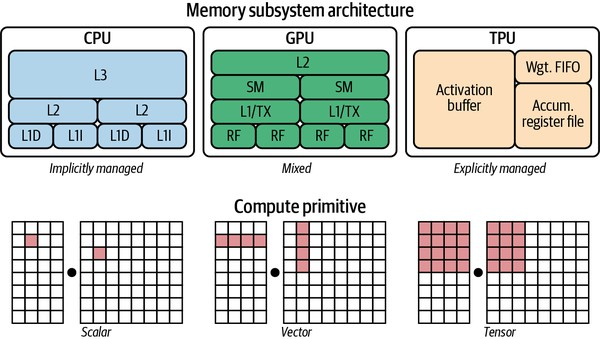 Memory subsystem architecture
CPU
GPU
TPU
L3
L2 L2
L1D L1I L1D L1I
L2
SM SM
L1/TX L1/TX
RF RF RF RF
Activation
buffer
Wgt. FIFO
Accum.
register file
Implicitly managed
Mixed
Explicitly managed
Compute primitive
Scalar
Vector
Tensor